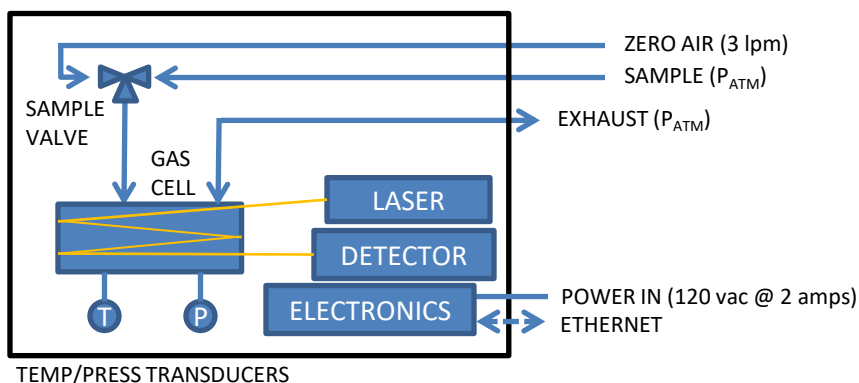 ZERO AIR (3 lpm)
SAMPLE (PATM)
SAMPLE
VALVE
EXHAUST (PATM)
GAS
CELL
LASER
DETECTOR
ELECTRONICS
T
P
POWER IN (120 vac @ 2 amps)
ETHERNET
TEMP/PRESS TRANSDUCERS